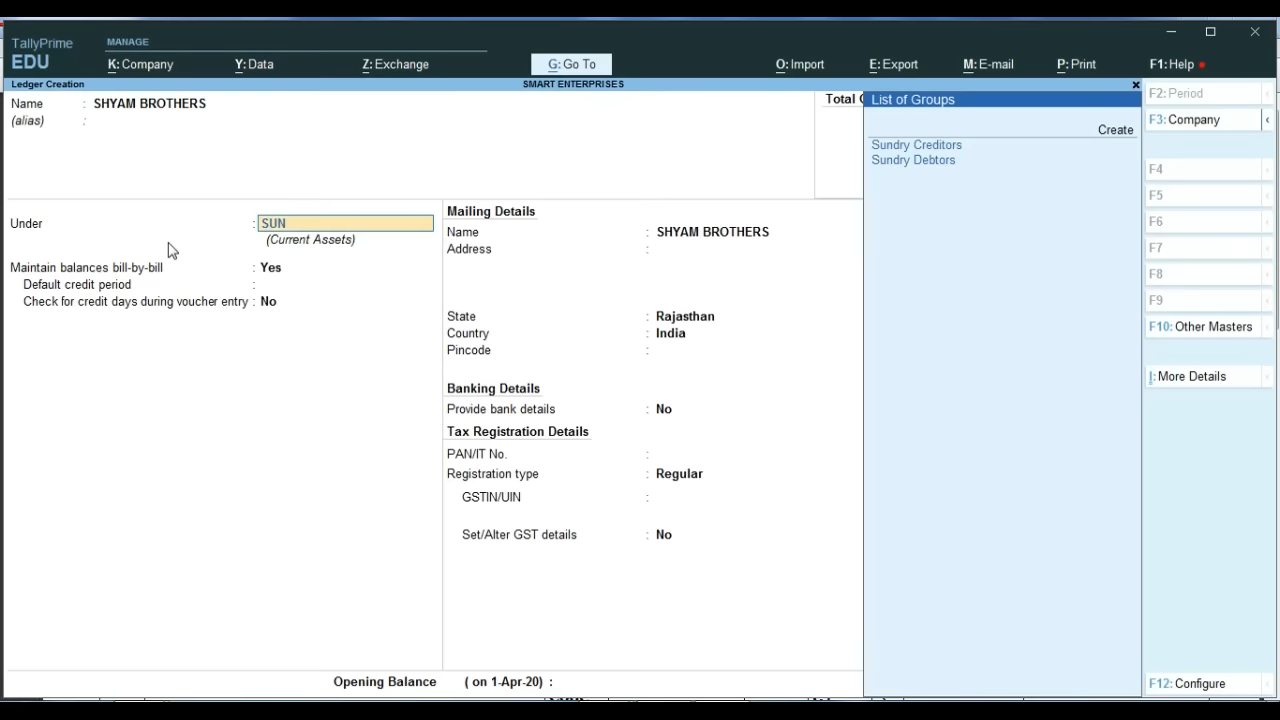 TallyPrime
EDU
MANAGE
K: Company
Y: Data
Z: Exchange
G: Go To
O: Import
E: Export
M: E-mail
P: Print
F1: Help
Ledger Creation
SMART ENTERPRISES
x
Name : SHYAM BROTHERS
(alias) :
Total
Under : SUN
(Current Assets)
Maintain balances bill-by-bill : Yes
Default credit period :
Check for credit days during voucher entry : No
Mailing Details
Name : SHYAM BROTHERS
Address :
State : Rajasthan
Country : India
Pincode :
Banking Details
Provide bank details : No
Tax Registration Details
PAN/IT No. :
Registration type : Regular
GSTIN/UIN :
Set/Alter GST details : No
Opening Balance ( on 1-Apr-20) :
List of Groups
Create
Sundry Creditors
Sundry Debtors
F2: Period
F3: Company
F4
F5
F6
F7
F8
F9
F10: Other Masters
I: More Details
F12: Configure